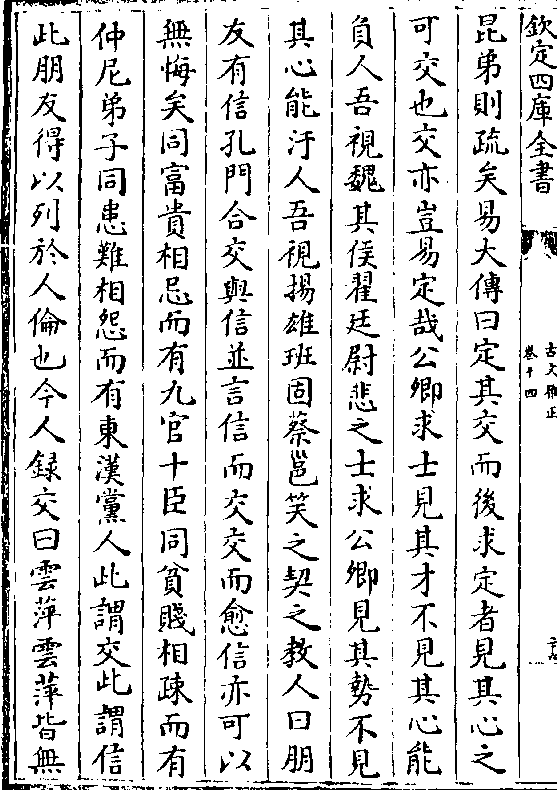 欽定四庫全書
古文雅正
卷十四
昆弟則疏矣易大傳曰定其交而後求定者見其心之
可交也交亦豈易定哉公卿求士見其才不見其心能
負人吾視魏其侯翟廷尉悲之士求公卿見其勢不見
其心能汙人吾視揚雄班固蔡邕笑之契之教人曰朋
友有信孔門合交與信並言信而交交而愈信亦可以
無悔矣同富貴相忌而有九官十臣同貧賤相疎而有
仲尼弟子同患難相怨而有東漢黨人此謂交此謂信
此朋友得以列於人倫也今人録交曰雲萍雲萍皆無